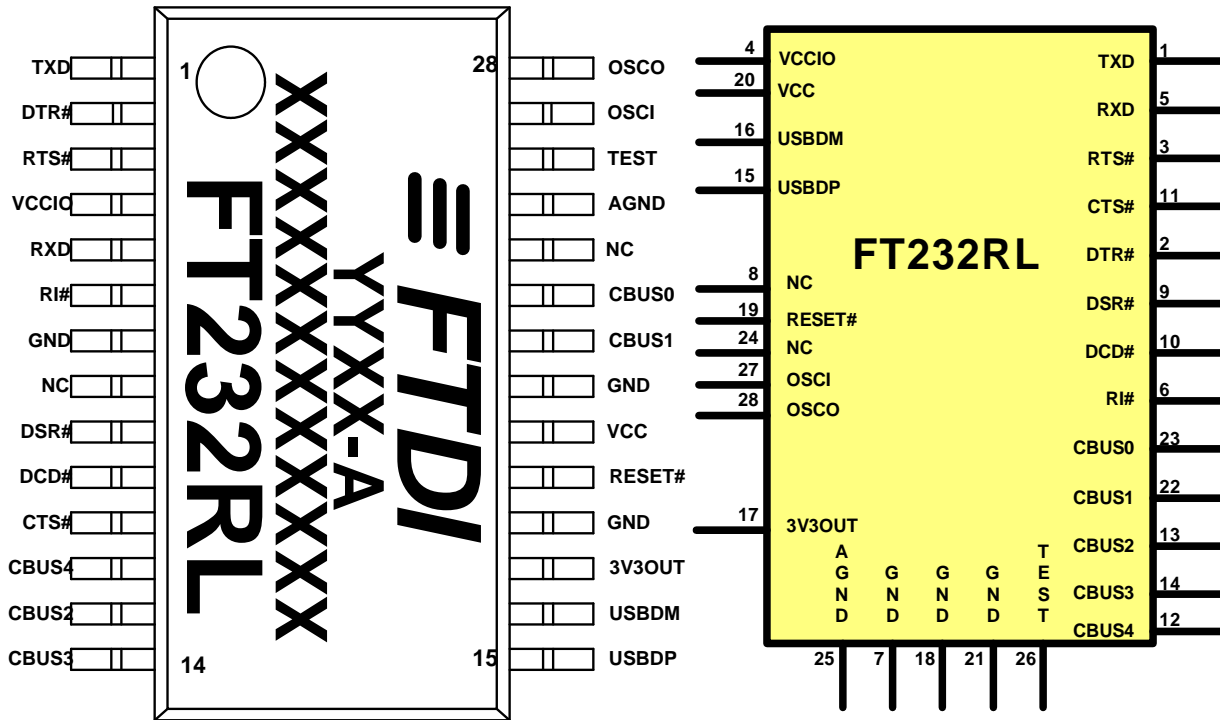 TXD
DTR#
RTS#
VCCIO
RXD
RI#
GND
NC
DSR#
DCD#
CTS#
CBUS4
CBUS2
CBUS3
1
14
28
15
FT232RL
XXXXXXXXXXXX
YYXX-A
FTDI
OSCO
OSCI
TEST
AGND
NC
CBUS0
CBUS1
GND
VCC
RESET#
GND
3V3OUT
USBDM
USBDP
4 VCCIO
20 VCC
16 USBDM
15 USBDP
8 NC
19 RESET#
24 NC
27 OSCI
28 OSCO
17 3V3OUT
FT232RL
TXD 1
RXD 5
RTS# 3
CTS# 11
DTR# 2
DSR# 9
DCD# 10
RI# 6
CBUS0 23
CBUS1 22
CBUS2 13
CBUS3 14
CBUS4 12
AGND
GND
GND
GND
TEST
25
7
18
21
26